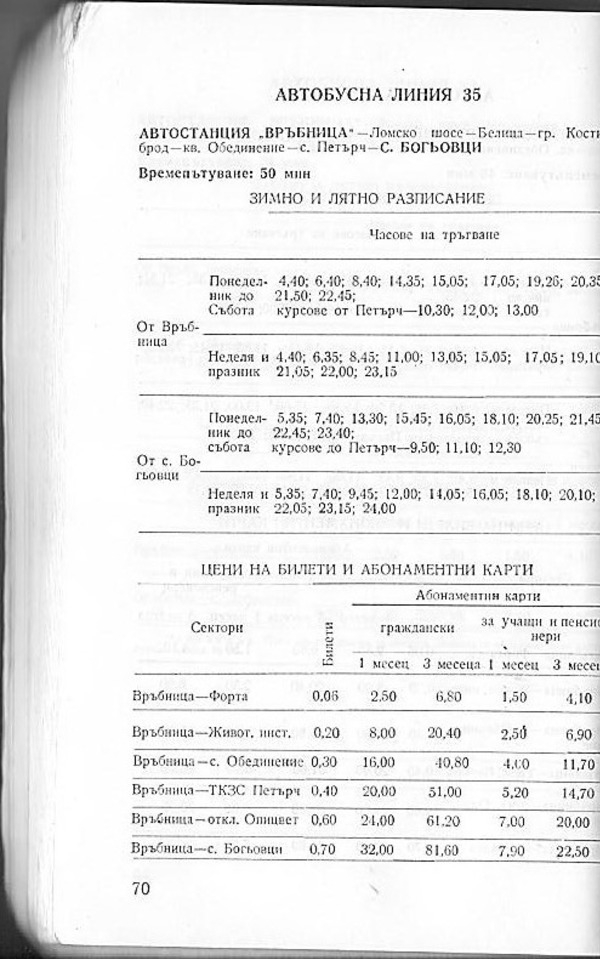 АВТОБУСНА ЛИНИЯ 35
АВТОСТАНЦИЯ „ВРЪБНИЦА"—Ломско шосе—Белица—гр. Кости
брод—кв. Обединение—с. Петърч—С. БОГЬОВЦИ
Времепътуване: 50 мин
ЗИМНО И ЛЯТНО РАЗПИСАНИЕ
Часове на тръгване
Понедел- 4,40; 6,40; 8,40; 14,35; 15,05; 17,05; 19,26; 20,35
ник до 21,50; 22,45;
Събота курсове от Петърч—10,30; 12,00; 13,00
От Връб-
ница
Неделя и 4,40; 6,35; 8,45; 11,00; 13,05; 15,05; 17,05; 19,10
празник 21,05; 22,00; 23,15
Понедел- 5,35; 7,40; 13,30; 15,45; 16,05; 18,10; 20,25; 21,45
ник до 22,45; 23,40;
събота курсове до Петърч—9,50; 11,10; 12,30
От с. Бо-
гьовци
Неделя и 5,35; 7,40; 9,45; 12,00; 14,05; 16,05; 18,10; 20,10;
празник 22,05; 23,15; 24,00
ЦЕНИ НА БИЛЕТИ И АБОНАМЕНТНИ КАРТИ
Абонаментни карти
Сектори Билети граждански за учащи и пенсио
нери
1 месец 3 месеца 1 месец 3 месец
Връбница—Форта 0,06 2,50 6,80 1,50 4,10
Връбница—Живот. инст. 0,20 8,00 20,40 2,50 6,90
Връбница—с. Обединение 0,30 16,00 40,80 4,00 11,70
Връбница—ТКЗС Петърч 0,40 20,00 51,00 5,20 14,70
Връбница—откл. Опицвет 0,60 24,00 61,20 7,00 20,00
Връбница—с. Богьовци 0,70 32,00 81,60 7,90 22,50
70